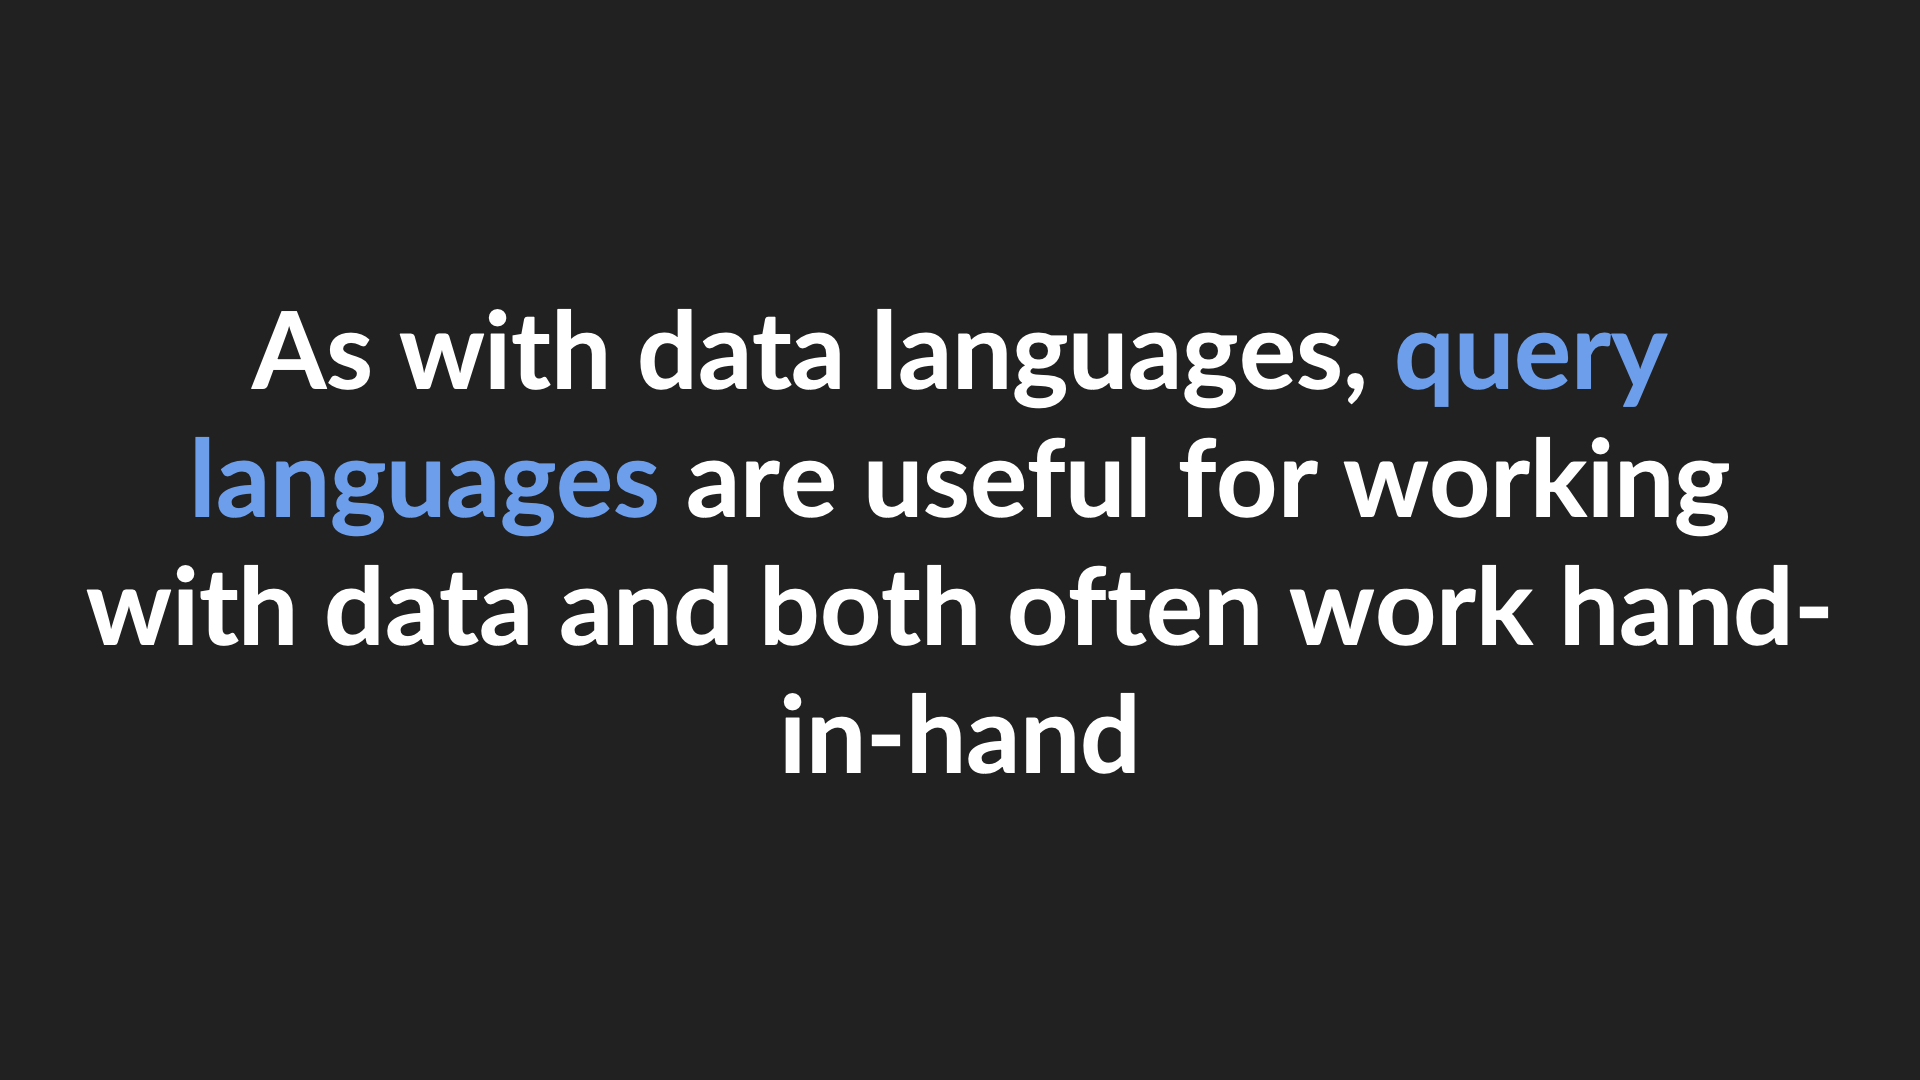 As with data languages, query
languages are useful for working
with data and both often work hand-
in-hand